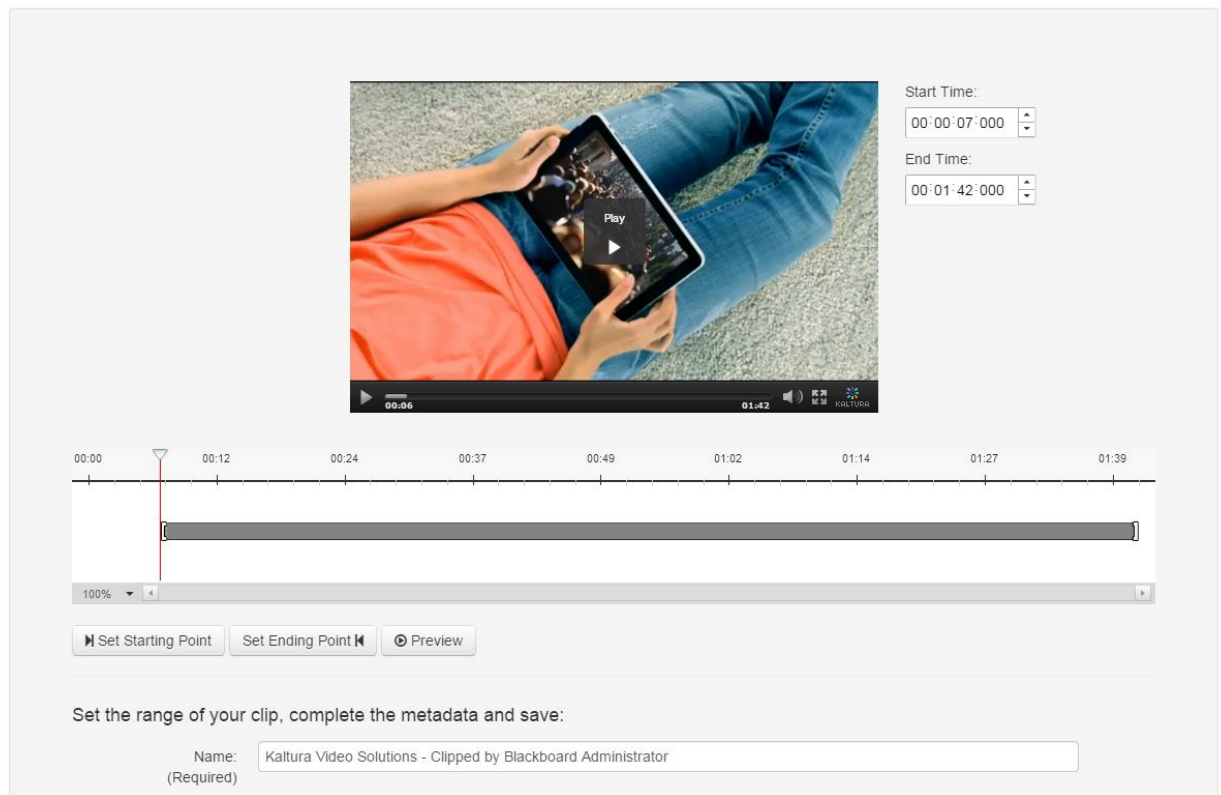 Start Time:
00:00:07:000
End Time:
00:01:42:000
Play
00:06
01:42
KALTURA
00:00 00:12 00:24 00:37 00:49 01:02 01:14 01:27 01:39
100%
Set Starting Point Set Ending Point Preview
Set the range of your clip, complete the metadata and save:
Name: Kaltura Video Solutions - Clipped by Blackboard Administrator
(Required)